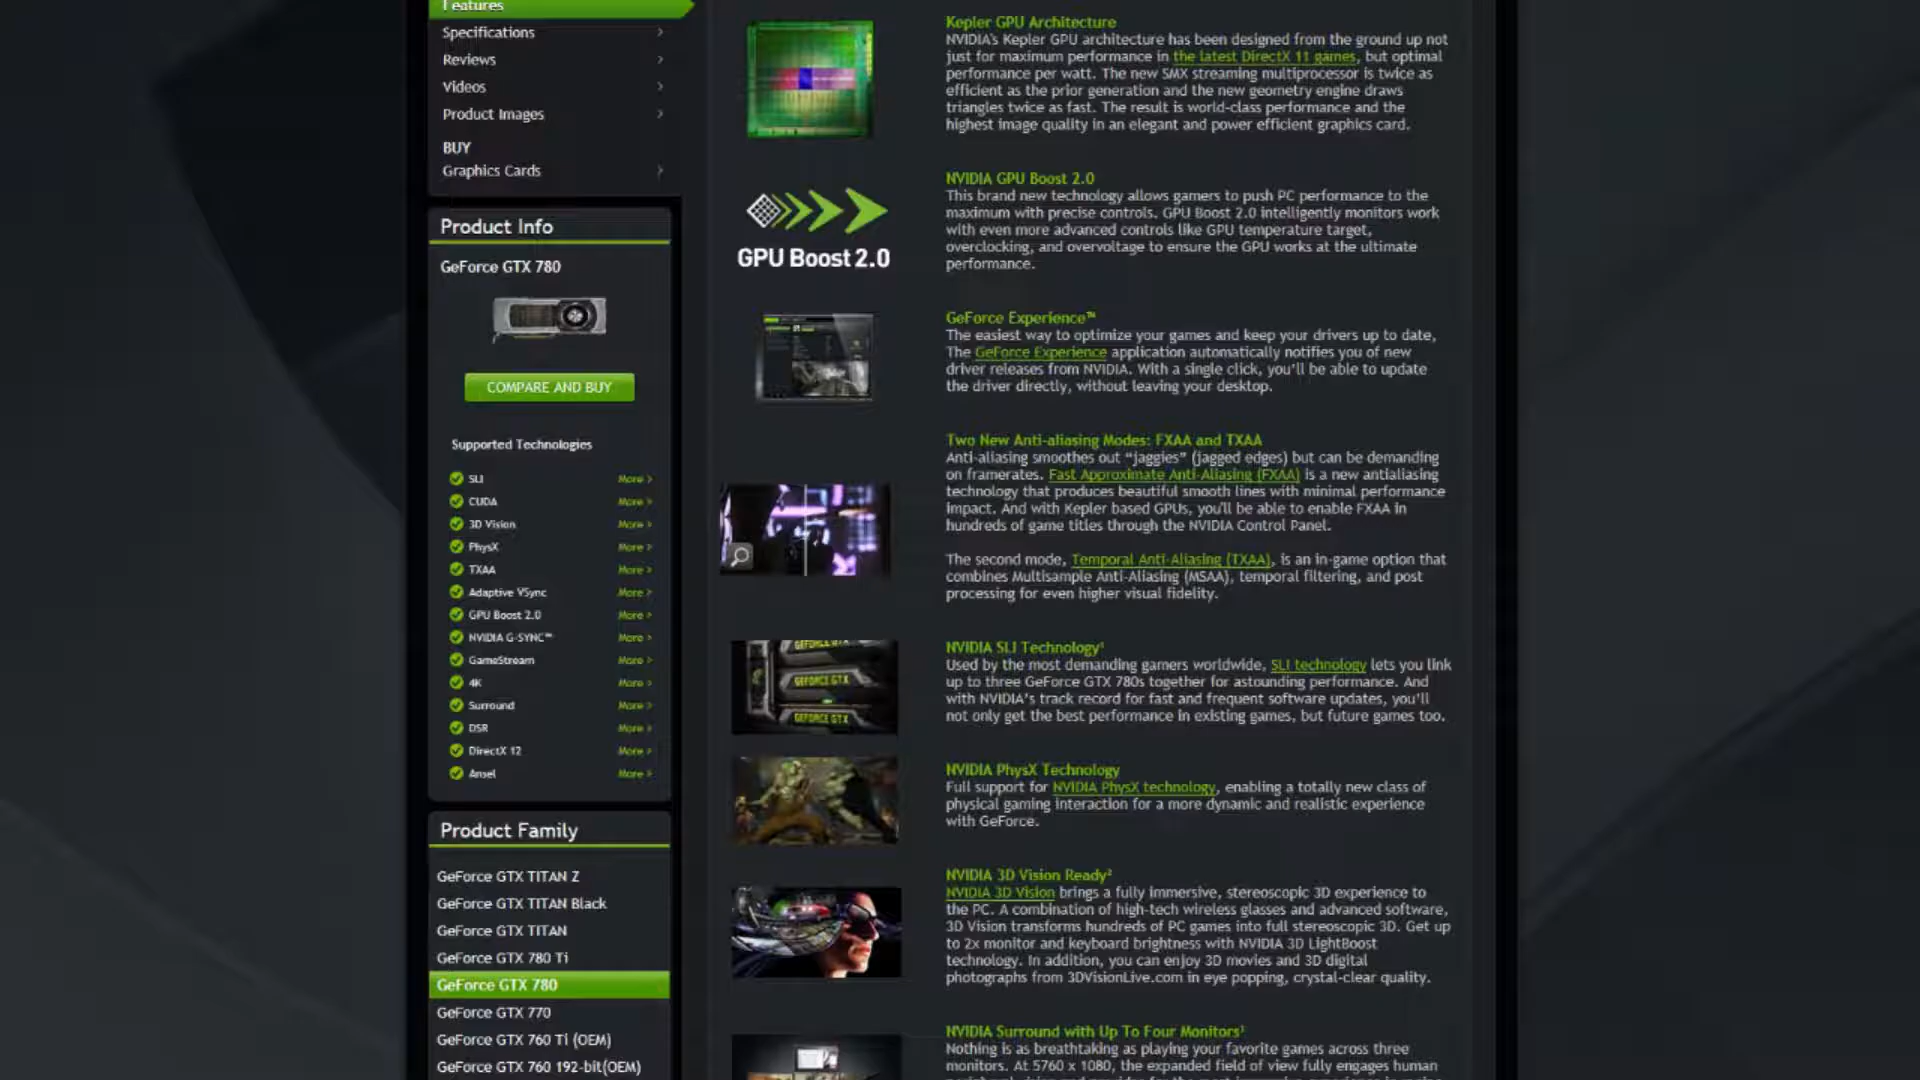 Features
Specifications
Reviews
Videos
Product Images
BUY
Graphics Cards
Product Info
GeForce GTX 780
COMPARE AND BUY
Supported Technologies
SLI More >
CUDA More >
3D Vision More >
PhysX More >
TXAA More >
Adaptive VSync More >
GPU Boost 2.0 More >
NVIDIA G-SYNC™ More >
GameStream More >
4K More >
Surround More >
DSR More >
DirectX 12 More >
Ansel More >
Product Family
GeForce GTX TITAN Z
GeForce GTX TITAN Black
GeForce GTX TITAN
GeForce GTX 780 Ti
GeForce GTX 780
GeForce GTX 770
GeForce GTX 760 Ti (OEM)
GeForce GTX 760 192-bit(OEM)
Kepler GPU Architecture
NVIDIA's Kepler GPU architecture has been designed from the ground up not
just for maximum performance in the latest DirectX 11 games, but optimal
performance per watt. The new SMX streaming multiprocessor is twice as
efficient as the prior generation and the new geometry engine draws
triangles twice as fast. The result is world-class performance and the
highest image quality in an elegant and power efficient graphics card.
GPU Boost 2.0
NVIDIA GPU Boost 2.0
This brand new technology allows gamers to push PC performance to the
maximum with precise controls. GPU Boost 2.0 intelligently monitors work
with even more advanced controls like GPU temperature target,
overclocking, and overvoltage to ensure the GPU works at the ultimate
performance.
GeForce Experience™
The easiest way to optimize your games and keep your drivers up to date,
The GeForce Experience application automatically notifies you of new
driver releases from NVIDIA. With a single click, you'll be able to update
the driver directly, without leaving your desktop.
Two New Anti-aliasing Modes: FXAA and TXAA
Anti-aliasing smoothes out “jaggies” (jagged edges) but can be demanding
on framerates. Fast Approximate Anti-Aliasing (FXAA) is a new antialiasing
technology that produces beautiful smooth lines with minimal performance
impact. And with Kepler based GPUs, you'll be able to enable FXAA in
hundreds of game titles through the NVIDIA Control Panel.
The second mode, Temporal Anti-Aliasing (TXAA), is an in-game option that
combines Multisample Anti-Aliasing (MSAA), temporal filtering, and post
processing for even higher visual fidelity.
GEFORCE GTX
GEFORCE GTX
GEFORCE GTX
NVIDIA SLI Technology¹
Used by the most demanding gamers worldwide, SLI technology lets you link
up to three GeForce GTX 780s together for astounding performance. And
with NVIDIA's track record for fast and frequent software updates, you'll
not only get the best performance in existing games, but future games too.
NVIDIA PhysX Technology
Full support for NVIDIA PhysX technology, enabling a totally new class of
physical gaming interaction for a more dynamic and realistic experience
with GeForce.
NVIDIA 3D Vision Ready²
NVIDIA 3D Vision brings a fully immersive, stereoscopic 3D experience to
the PC. A combination of high-tech wireless glasses and advanced software,
3D Vision transforms hundreds of PC games into full stereoscopic 3D. Get up
to 2x monitor and keyboard brightness with NVIDIA 3D LightBoost
technology. In addition, you can enjoy 3D movies and 3D digital
photographs from 3DVisionLive.com in eye popping, crystal-clear quality.
NVIDIA Surround with Up To Four Monitors³
Nothing is as breathtaking as playing your favorite games across three
monitors. At 5760 x 1080, the expanded field of view fully engages human